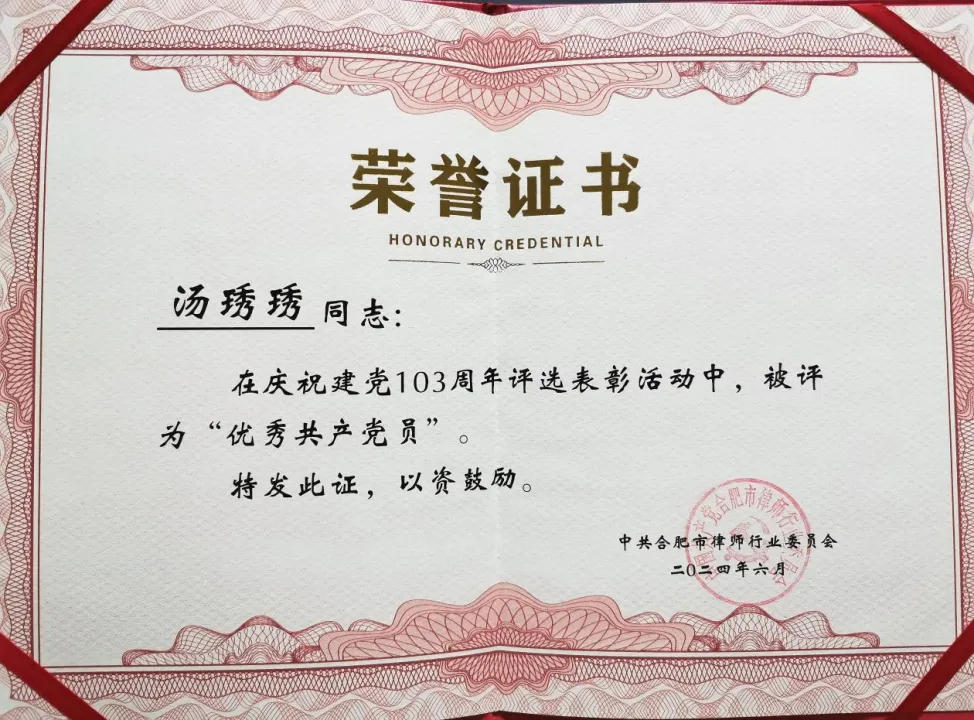 荣誉证书
HONORARY CREDENTIAL
汤琇琇同志：
在庆祝建党103周年评选表彰活动中，被评
为“优秀共产党员”。
特发此证，以资鼓励。
中共合肥市律师行业委员会
二0二四年六月